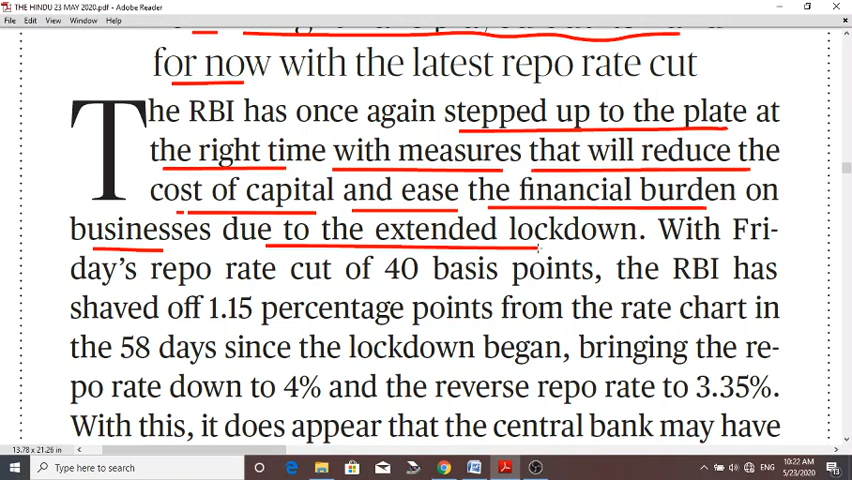 THE HINDU 23 MAY 2020.pdf - Adobe Reader
File Edit View Window Help
for now with the latest repo rate cut
The RBI has once again stepped up to the plate at
the right time with measures that will reduce the
cost of capital and ease the financial burden on
businesses due to the extended lockdown. With Fri-
day's repo rate cut of 40 basis points, the RBI has
shaved off 1.15 percentage points from the rate chart in
the 58 days since the lockdown began, bringing the re-
po rate down to 4% and the reverse repo rate to 3.35%.
With this, it does appear that the central bank may have
13.78 x 21.26 in
Type here to search
ENG
10:22 AM
5/23/2020
13